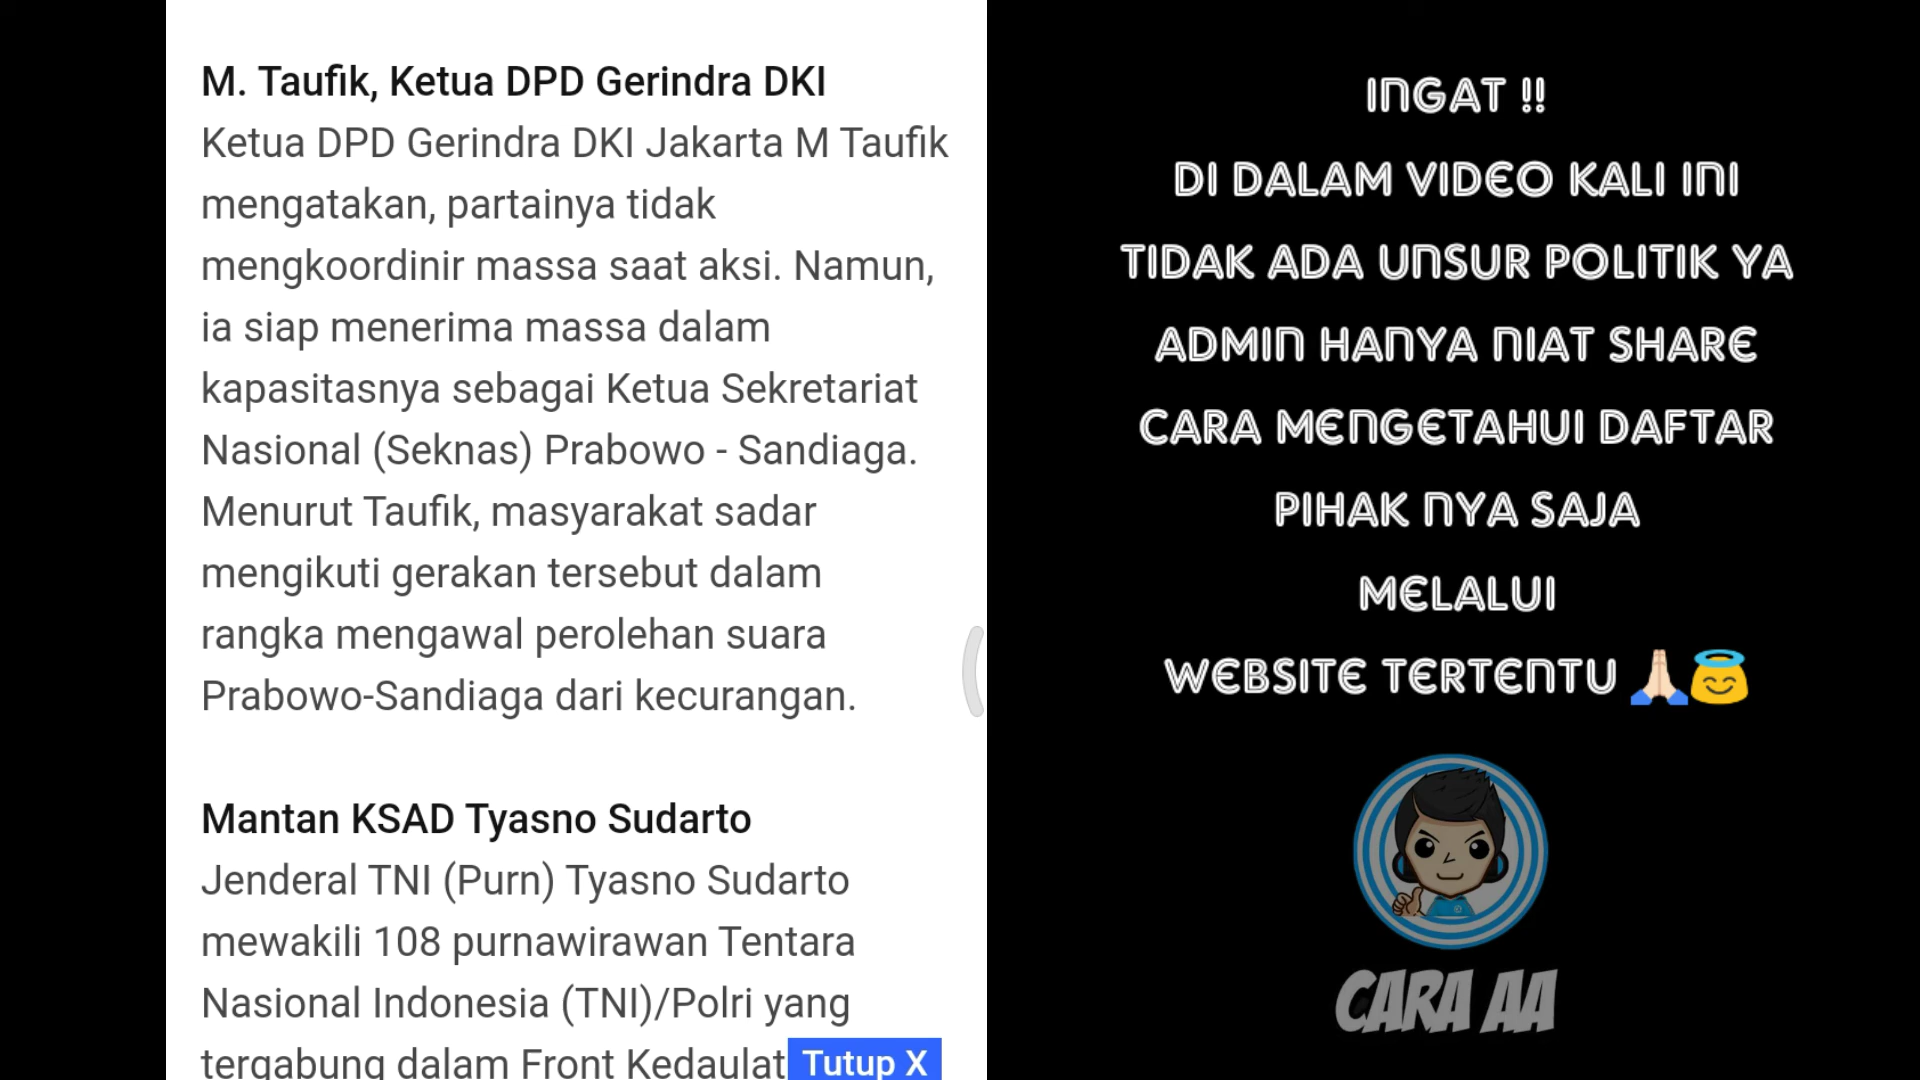 M. Taufik, Ketua DPD Gerindra DKI
Ketua DPD Gerindra DKI Jakarta M Taufik
mengatakan, partainya tidak
mengkoordinir massa saat aksi. Namun,
ia siap menerima massa dalam
kapasitasnya sebagai Ketua Sekretariat
Nasional (Seknas) Prabowo - Sandiaga.
Menurut Taufik, masyarakat sadar
mengikuti gerakan tersebut dalam
rangka mengawal perolehan suara
Prabowo-Sandiaga dari kecurangan.
Mantan KSAD Tyasno Sudarto
Jenderal TNI (Purn) Tyasno Sudarto
mewakili 108 purnawirawan Tentara
Nasional Indonesia (TNI)/Polri yang
tergabung dalam Front Kedaulat
Tutup X
INGAT !!
DI DALAM VIDEO KALI INI
TIDAK ADA UNSUR POLITIK YA
ADMIN HANYA NIAT SHARE
CARA MENGETAHUI DAFTAR
PIHAK NYA SAJA
MELALUI
WEBSITE TERTENTU 🙏🏻😇
CARA AA